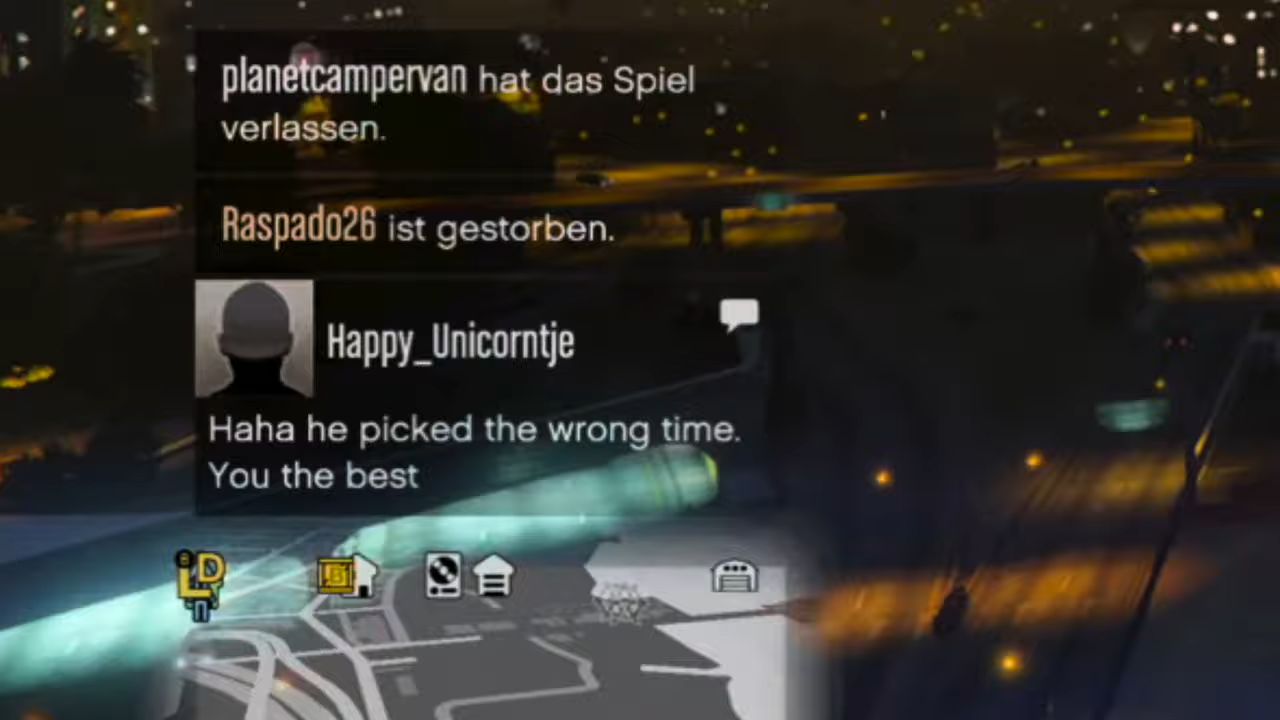 planetcampervan hat das Spiel
verlassen.
Raspado26 ist gestorben.
Happy_Unicorntje
Haha he picked the wrong time.
You the best
L D
B